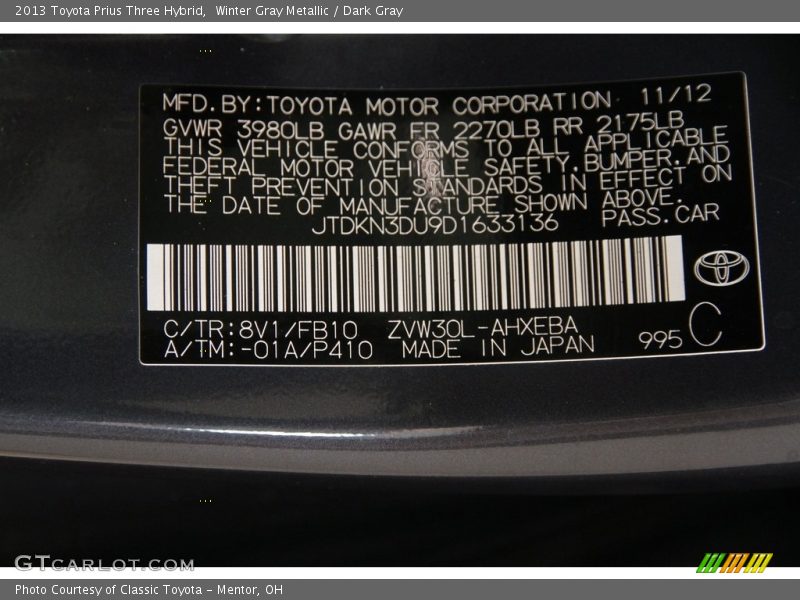 2013 Toyota Prius Three Hybrid,  Winter Gray Metallic / Dark Gray
MFD.BY:TOYOTA MOTOR CORPORATION 11/12
GVWR 3980LB GAWR FR 2270LB RR 2175LB
THIS VEHICLE CONFORMS TO ALL APPLICABLE
FEDERAL MOTOR VEHICLE SAFETY,BUMPER,AND
THEFT PREVENTION STANDARDS IN EFFECT ON
THE DATE OF MANUFACTURE SHOWN ABOVE.
JTDKN3DU9D1633136 PASS.CAR
C/TR:8V1/FB10 ZVW30L-AHXEBA
A/TM:-01A/P410 MADE IN JAPAN 995 C
GTCARLOT.COM
Photo Courtesy of Classic Toyota - Mentor, OH